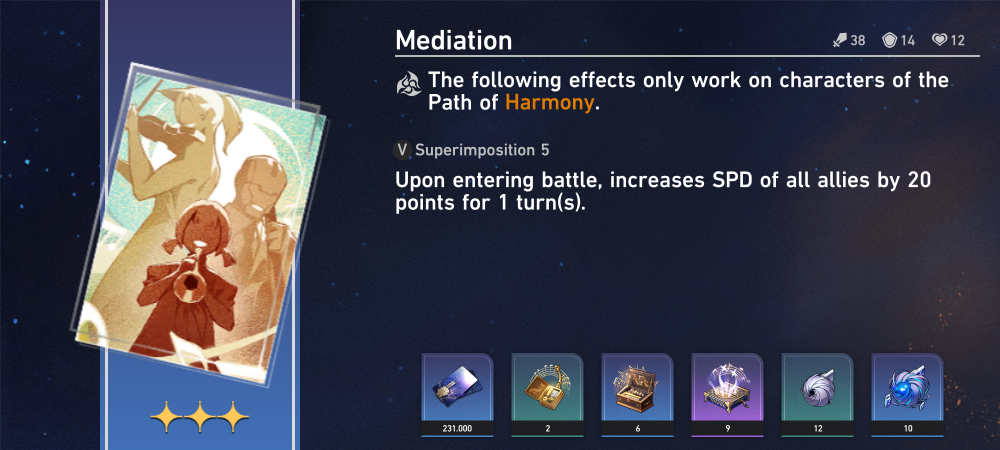 Mediation
38 14 12
The following effects only work on characters of the
Path of Harmony.
V Superimposition 5
Upon entering battle, increases SPD of all allies by 20
points for 1 turn(s).
231.000 2 6 9 12 10